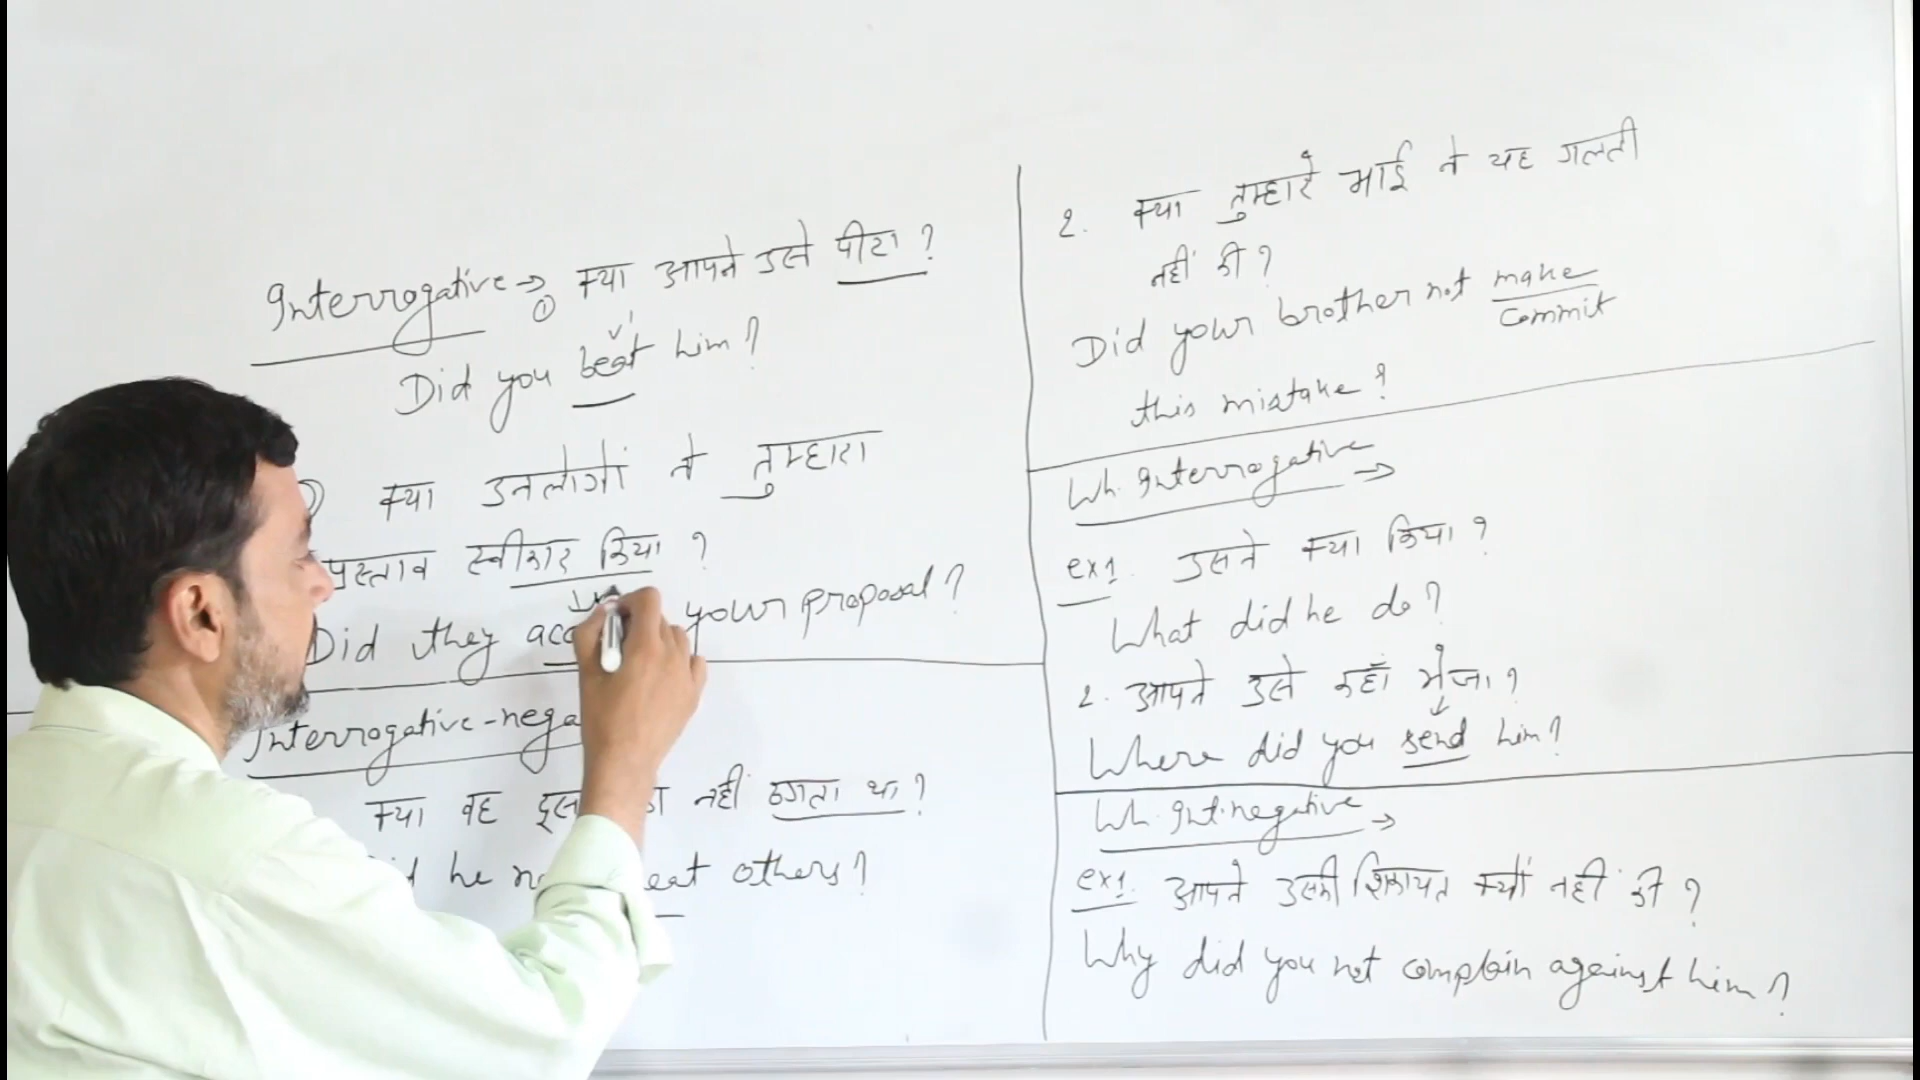 Interrogative → ① क्या आपने उसे पीटा ?
V1
Did you beat him?
क्या उनलोगों ने तुम्हारा
प्रस्ताव स्वीकार किया ?
Did they your proposal?
Interrogative-nega
क्या वह नहीं ठगता था ?
he others?
2. क्या तुम्हारे भाई ने यह गलती
नहीं की ?
Did your brother not make
commit
this mistake?
Wh. Interrogative →
ex1. उसने क्या किया ?
What did he do?
2. आपने उसे कहाँ भेजा ?
Where did you send him?
Wh. Int. negative →
ex1. आपने उसकी शिकायत क्यों नहीं की ?
Why did you not complain against him?